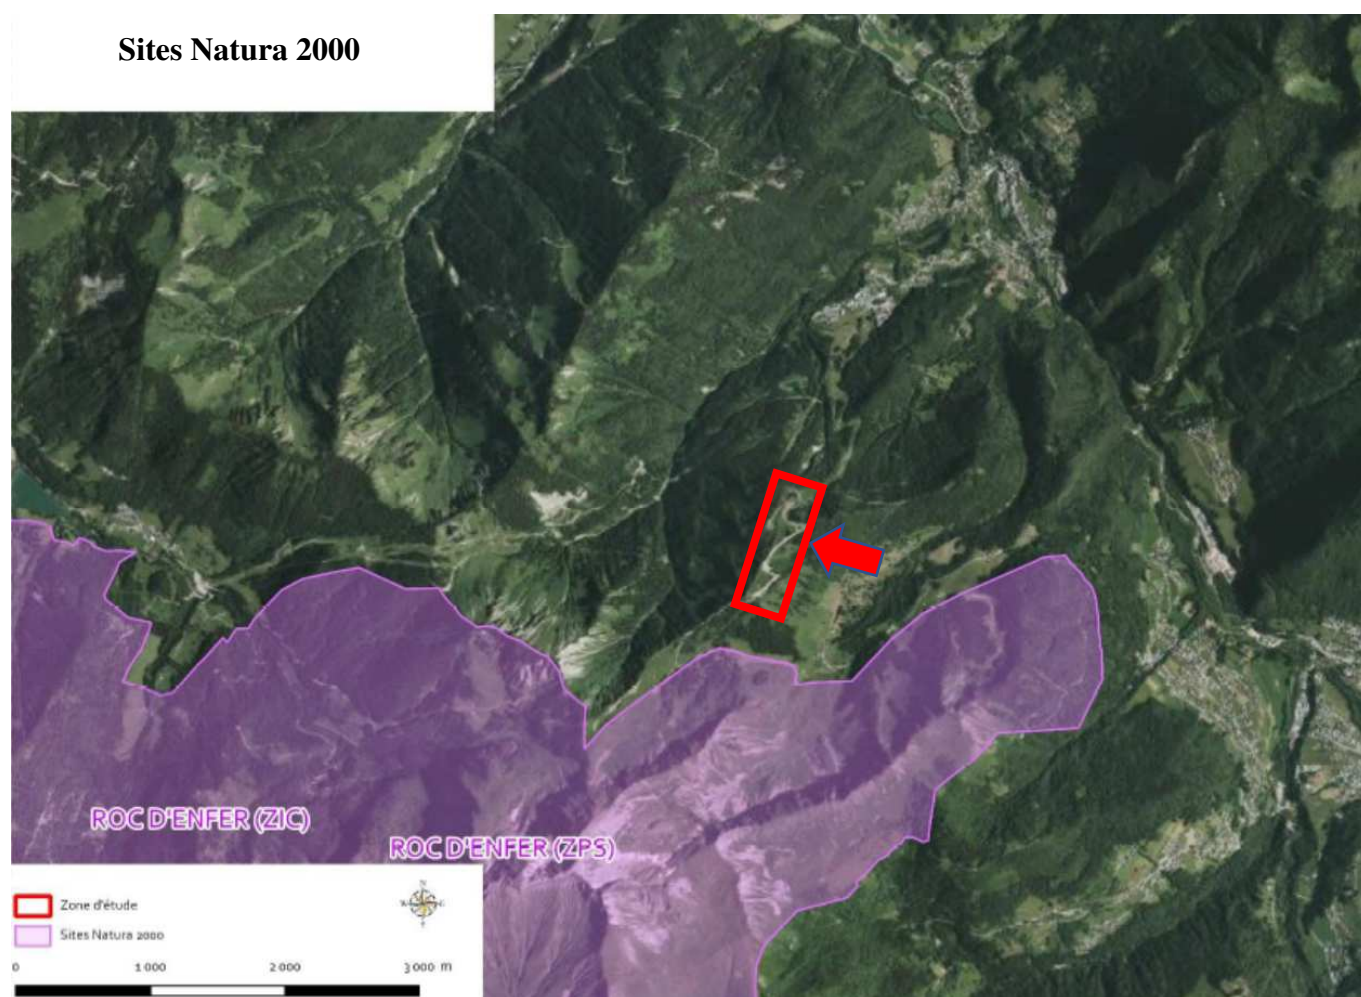 Sites Natura 2000
ROC D'ENFER (ZIC)
ROC D'ENFER (ZPS)
Zone d'étude
Sites Natura 2000
0 1 000 2 000 3 000 m